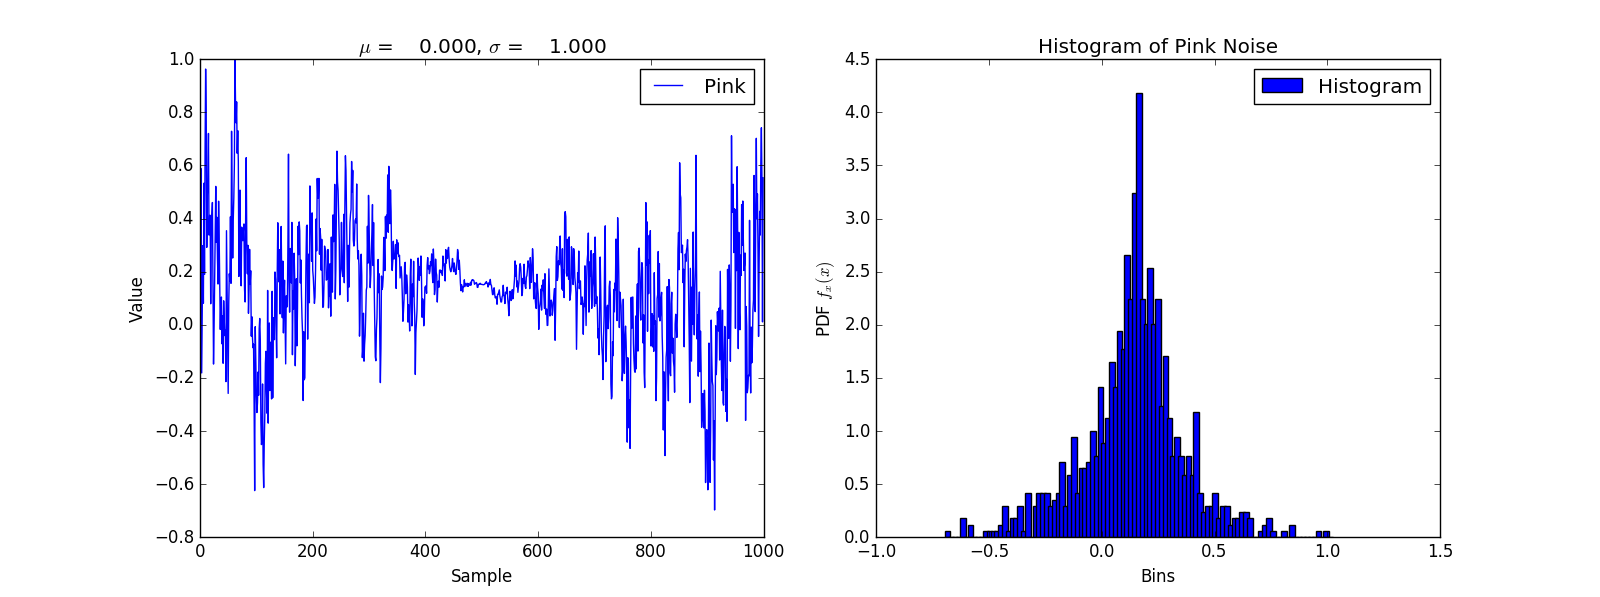 μ = 0.000, σ = 1.000
Pink
1.0
0.8
0.6
0.4
0.2
0.0
−0.2
−0.4
−0.6
−0.8
Value
0 200 400 600 800 1000
Sample
Histogram of Pink Noise
Histogram
4.5
4.0
3.5
3.0
2.5
2.0
1.5
1.0
0.5
0.0
PDF fₓ(x)
−1.0 −0.5 0.0 0.5 1.0 1.5
Bins